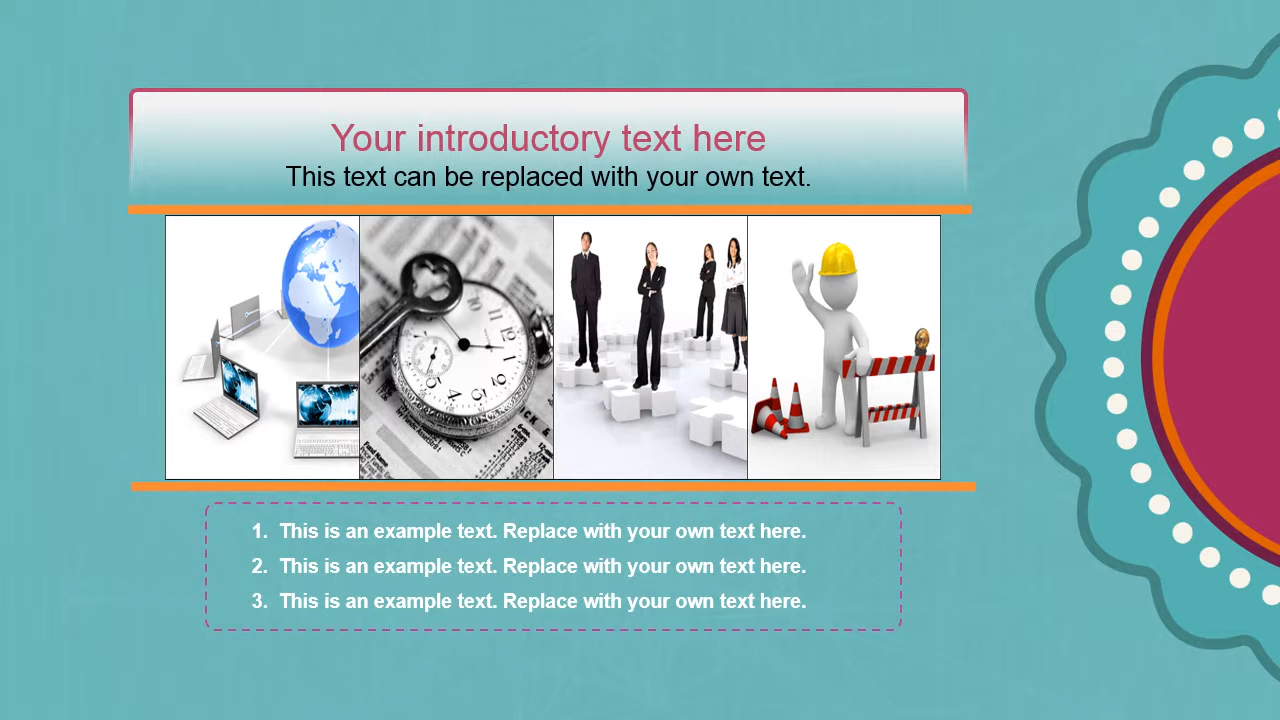 Your introductory text here
This text can be replaced with your own text.
1. This is an example text. Replace with your own text here.
2. This is an example text. Replace with your own text here.
3. This is an example text. Replace with your own text here.